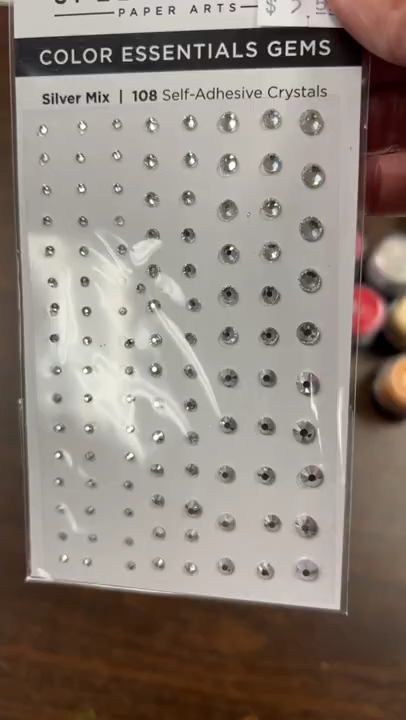 PAPER ARTS
COLOR ESSENTIALS GEMS
Silver Mix | 108 Self-Adhesive Crystals